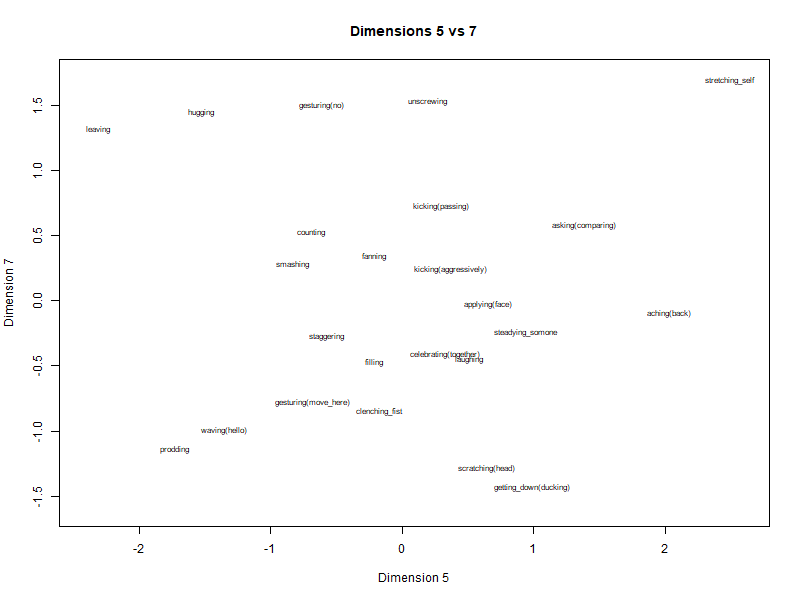 Dimensions 5 vs 7
stretching_self
unscrewing
gesturing(no)
hugging
leaving
kicking(passing)
asking(comparing)
counting
fanning
smashing
kicking(aggressively)
applying(face)
aching(back)
steadying_somone
staggering
celebrating(together)
laughing
filling
gesturing(move_here)
clenching_fist
waving(hello)
prodding
scratching(head)
getting_down(ducking)
1.5
1.0
0.5
0.0
-0.5
-1.0
-1.5
Dimension 7
-2 -1 0 1 2
Dimension 5